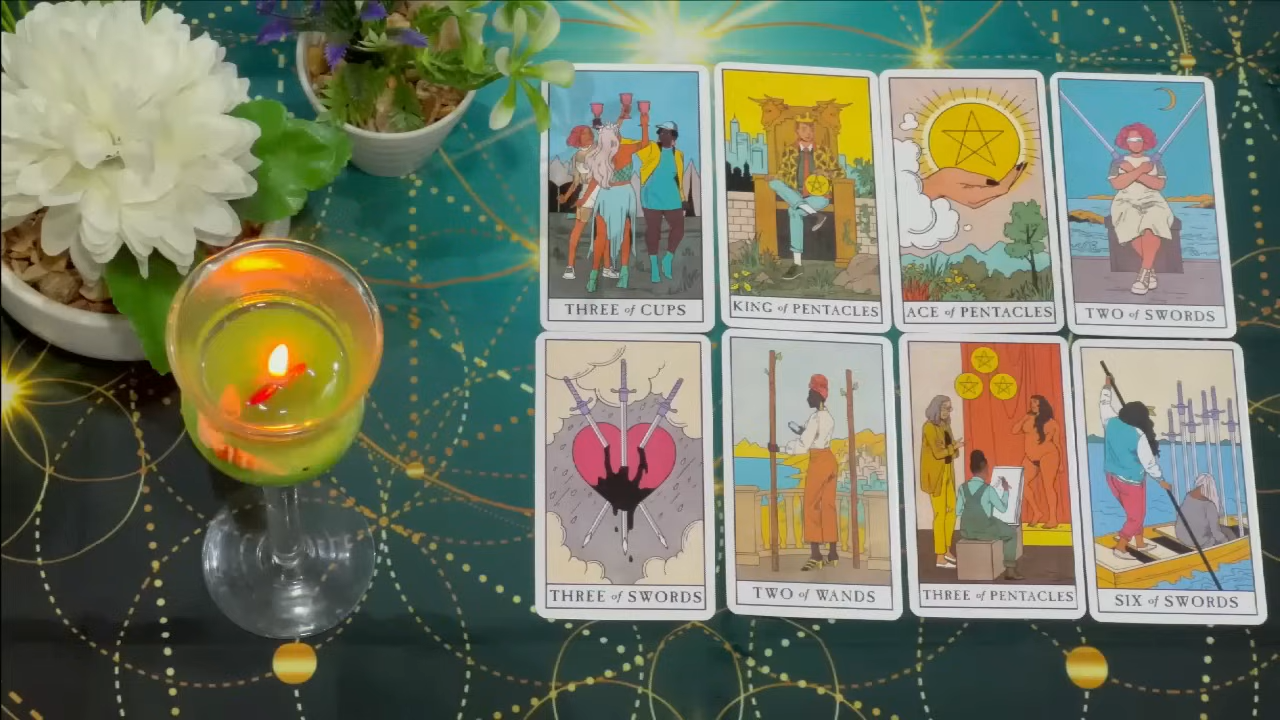 THREE of CUPS
KING of PENTACLES
ACE of PENTACLES
TWO of SWORDS
THREE of SWORDS
TWO of WANDS
THREE of PENTACLES
SIX of SWORDS